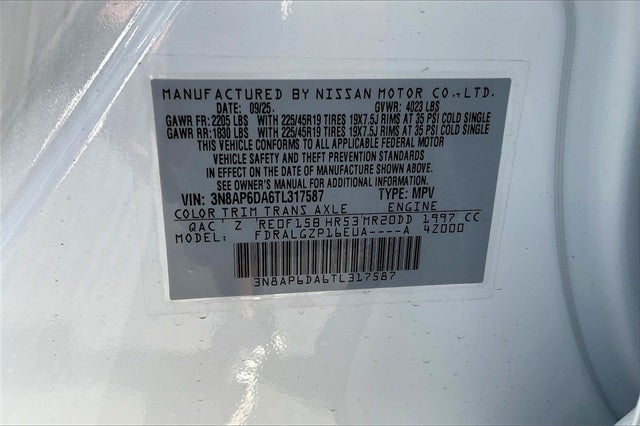 MANUFACTURED BY NISSAN MOTOR CO.,LTD.
DATE: 09/25. GVWR: 4023 LBS
GAWR FR: 2205 LBS WITH 225/45R19 TIRES 19X7.5J RIMS AT 35 PSI COLD SINGLE
GAWR RR: 1830 LBS WITH 225/45R19 TIRES 19X7.5J RIMS AT 35 PSI COLD SINGLE
THIS VEHICLE CONFORMS TO ALL APPLICABLE FEDERAL MOTOR
VEHICLE SAFETY AND THEFT PREVENTION STANDARDS
IN EFFECT ON THE DATE OF MANUFACTURE SHOWN ABOVE.
SEE OWNER'S MANUAL FOR ADDITIONAL INFORMATION.
VIN: 3N8AP6DA6TL317587 TYPE: MPV
COLOR TRIM TRANS AXLE ENGINE
QAC Z RE0F15B HR53 MR20DD 1997 CC
MODEL: FDRALGZP16EUA----A 4Z000
3N8AP6DA6TL317587